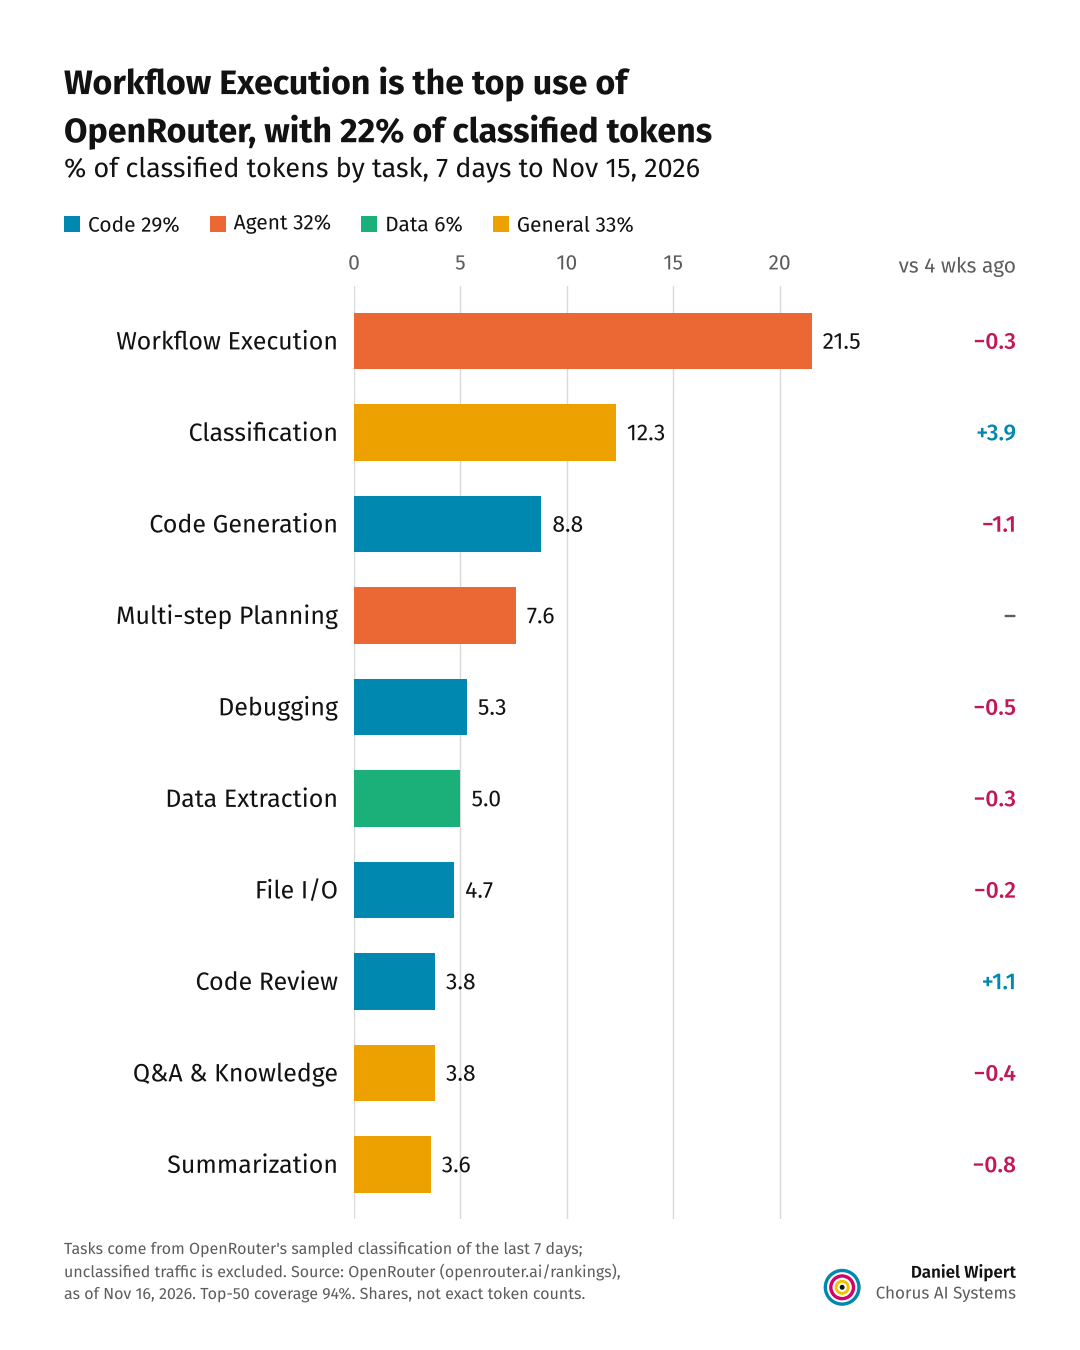 Workflow Execution is the top use of
OpenRouter, with 22% of classified tokens
% of classified tokens by task, 7 days to Nov 15, 2026
Code 29% Agent 32% Data 6% General 33%
0 5 10 15 20 vs 4 wks ago
Workflow Execution 21.5 −0.3
Classification 12.3 +3.9
Code Generation 8.8 −1.1
Multi-step Planning 7.6 –
Debugging 5.3 −0.5
Data Extraction 5.0 −0.3
File I/O 4.7 −0.2
Code Review 3.8 +1.1
Q&A & Knowledge 3.8 −0.4
Summarization 3.6 −0.8
Tasks come from OpenRouter's sampled classification of the last 7 days;
unclassified traffic is excluded. Source: OpenRouter (openrouter.ai/rankings),
as of Nov 16, 2026. Top-50 coverage 94%. Shares, not exact token counts.
Daniel Wipert
Chorus AI Systems